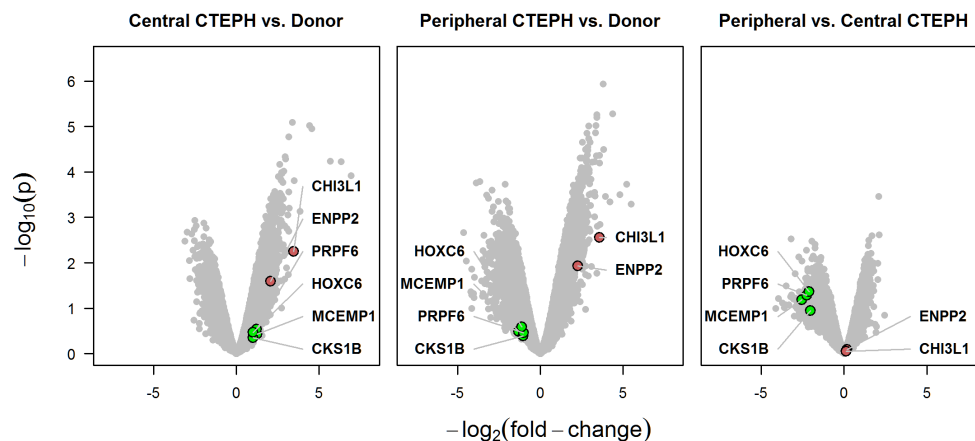 Central CTEPH vs. Donor
Peripheral CTEPH vs. Donor
Peripheral vs. Central CTEPH
−log10(p)
6
5
4
3
2
1
0
CHI3L1
ENPP2
PRPF6
HOXC6
MCEMP1
CKS1B
-5
0
5
HOXC6
MCEMP1
PRPF6
CKS1B
CHI3L1
ENPP2
-5
0
5
HOXC6
PRPF6
MCEMP1
CKS1B
ENPP2
CHI3L1
-5
0
5
−log2(fold−change)